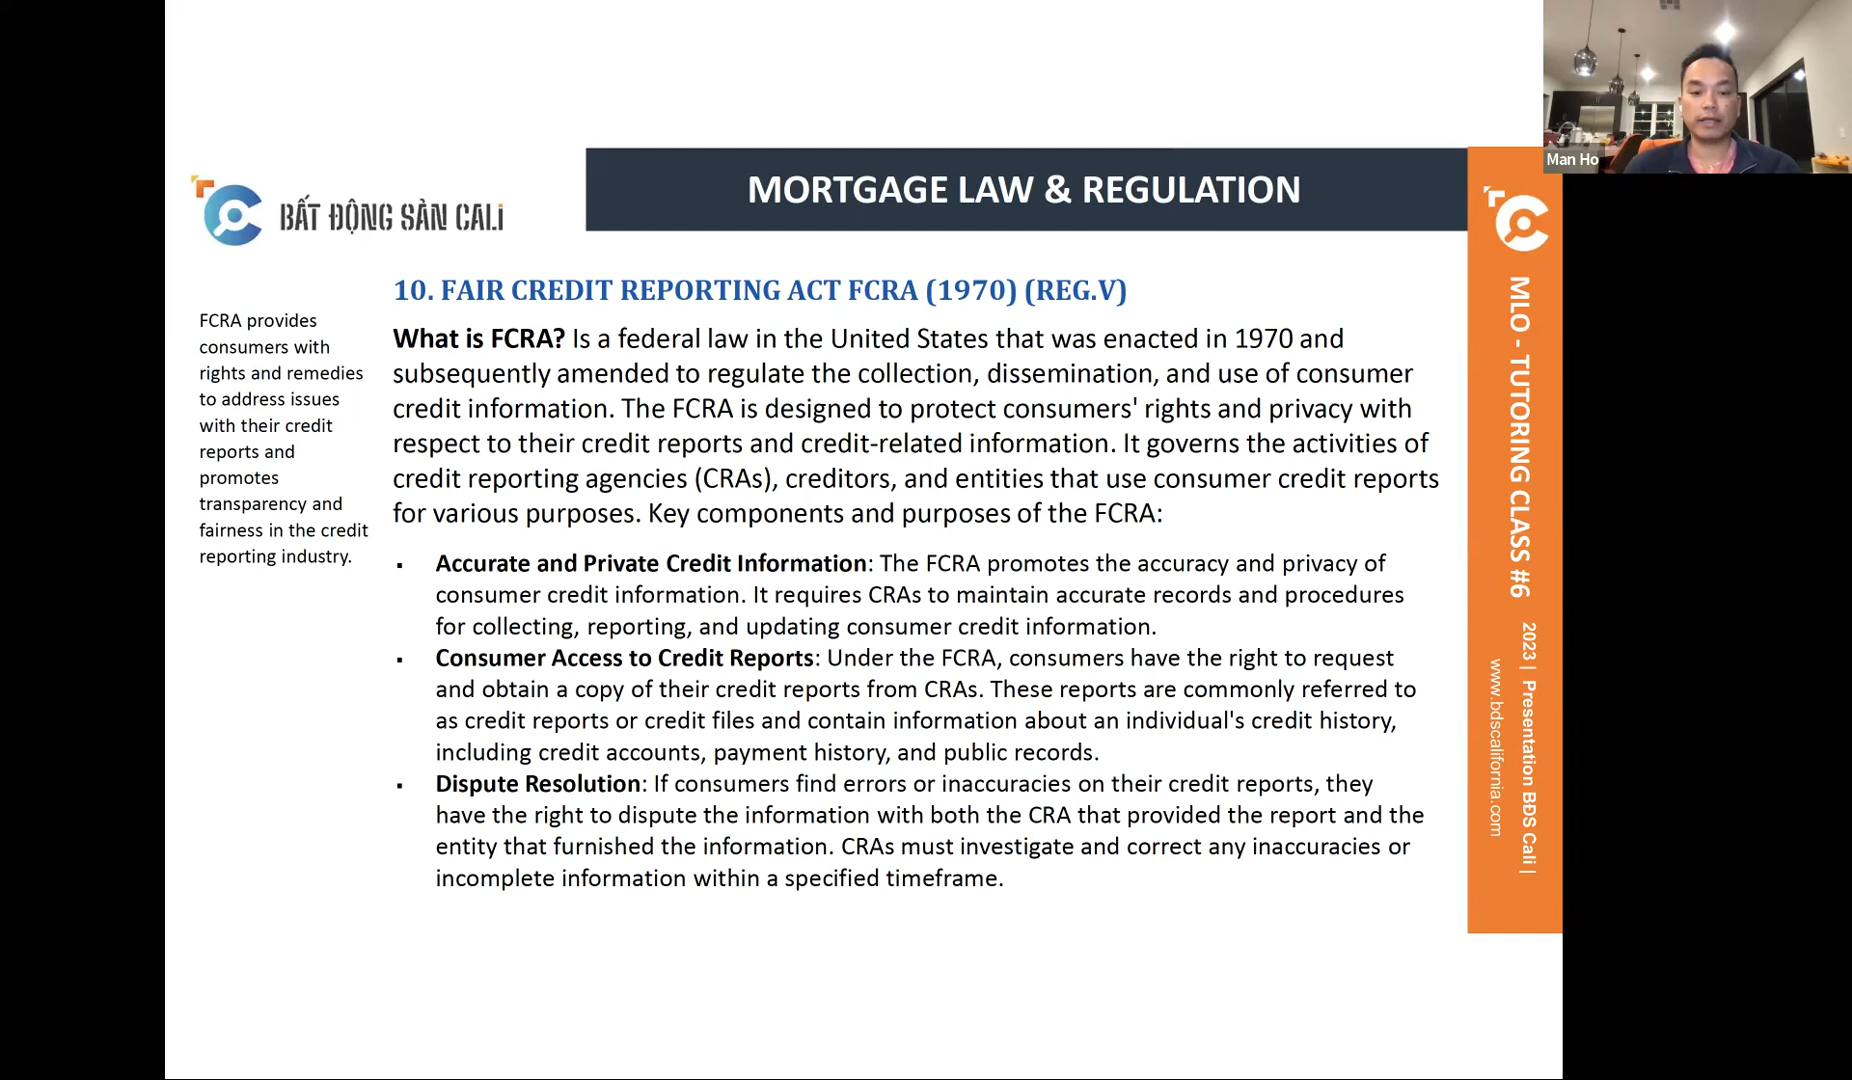 Man Ho
BẤT ĐỘNG SẢN CALi
MORTGAGE LAW & REGULATION
FCRA provides
consumers with
rights and remedies
to address issues
with their credit
reports and
promotes
transparency and
fairness in the credit
reporting industry.
10. FAIR CREDIT REPORTING ACT FCRA (1970) (REG.V)
What is FCRA? Is a federal law in the United States that was enacted in 1970 and
subsequently amended to regulate the collection, dissemination, and use of consumer
credit information. The FCRA is designed to protect consumers' rights and privacy with
respect to their credit reports and credit-related information. It governs the activities of
credit reporting agencies (CRAs), creditors, and entities that use consumer credit reports
for various purposes. Key components and purposes of the FCRA:
▪ Accurate and Private Credit Information: The FCRA promotes the accuracy and privacy of
consumer credit information. It requires CRAs to maintain accurate records and procedures
for collecting, reporting, and updating consumer credit information.
▪ Consumer Access to Credit Reports: Under the FCRA, consumers have the right to request
and obtain a copy of their credit reports from CRAs. These reports are commonly referred to
as credit reports or credit files and contain information about an individual's credit history,
including credit accounts, payment history, and public records.
▪ Dispute Resolution: If consumers find errors or inaccuracies on their credit reports, they
have the right to dispute the information with both the CRA that provided the report and the
entity that furnished the information. CRAs must investigate and correct any inaccuracies or
incomplete information within a specified timeframe.
MLO - TUTORING CLASS #6
2023 | Presentation BĐS Cali |
www.bdscalifornia.com